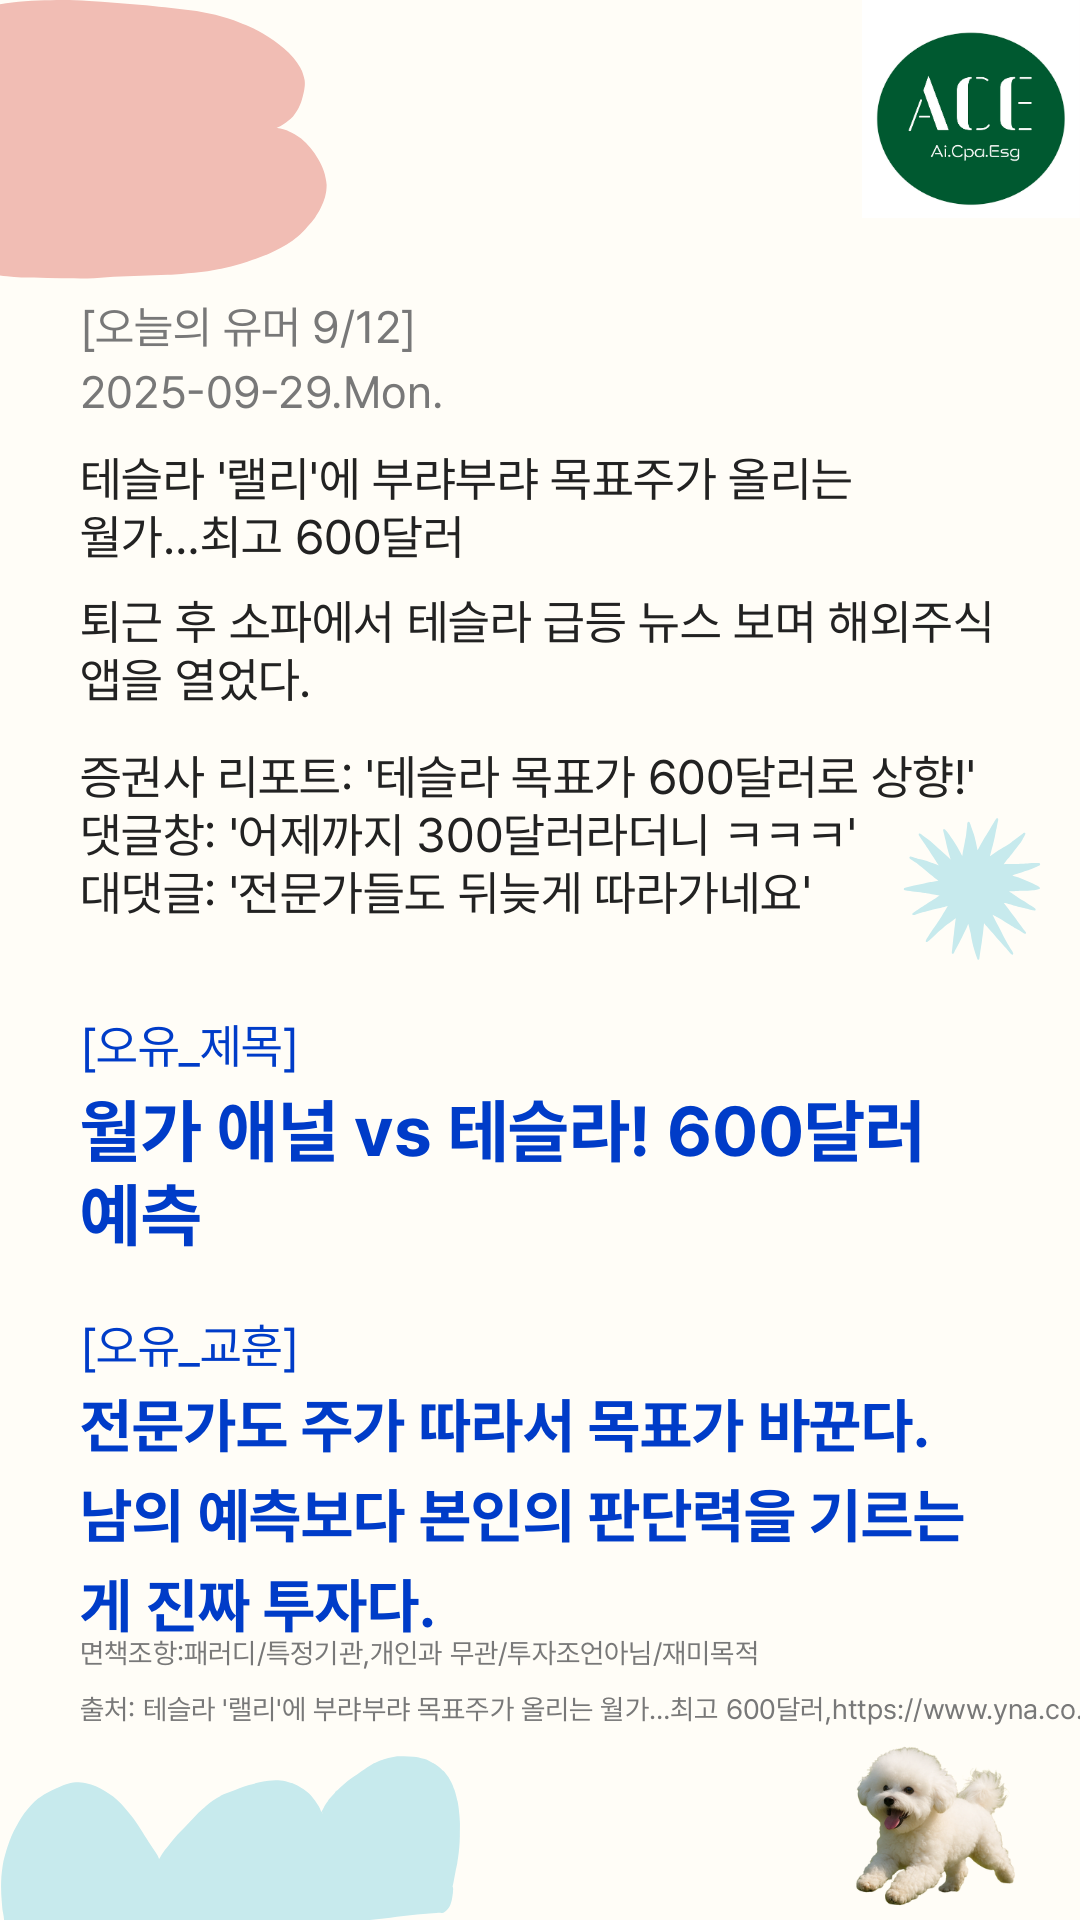 ACE
Ai.Cpa.Esg
[오늘의 유머 9/12]
2025-09-29.Mon.
테슬라 '랠리'에 부랴부랴 목표주가 올리는
월가...최고 600달러
퇴근 후 소파에서 테슬라 급등 뉴스 보며 해외주식
앱을 열었다.
증권사 리포트: '테슬라 목표가 600달러로 상향!'
댓글창: '어제까지 300달러라더니 ㅋㅋㅋ'
대댓글: '전문가들도 뒤늦게 따라가네요'
[오유_제목]
월가 애널 vs 테슬라! 600달러
예측
[오유_교훈]
전문가도 주가 따라서 목표가 바꾼다.
남의 예측보다 본인의 판단력을 기르는
게 진짜 투자다.
면책조항:패러디/특정기관,개인과 무관/투자조언아님/재미목적
출처: 테슬라 '랠리'에 부랴부랴 목표주가 올리는 월가...최고 600달러,https://www.yna.co.